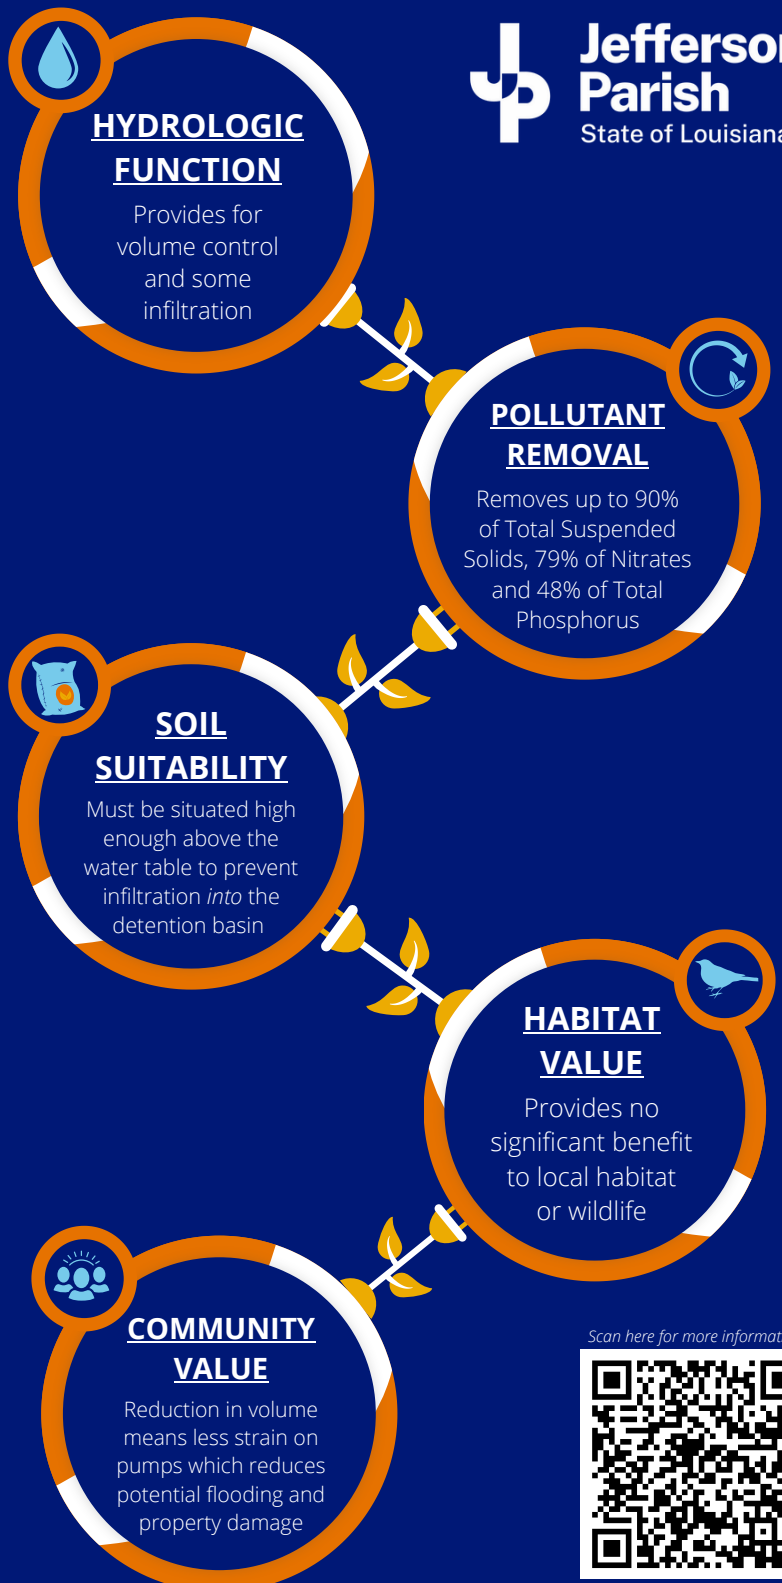 Jefferson
Parish
State of Louisiana
HYDROLOGIC
FUNCTION
Provides for
volume control
and some
infiltration
POLLUTANT
REMOVAL
Removes up to 90%
of Total Suspended
Solids, 79% of Nitrates
and 48% of Total
Phosphorus
SOIL
SUITABILITY
Must be situated high
enough above the
water table to prevent
infiltration into the
detention basin
HABITAT
VALUE
Provides no
significant benefit
to local habitat
or wildlife
COMMUNITY
VALUE
Reduction in volume
means less strain on
pumps which reduces
potential flooding and
property damage
Scan here for more informat